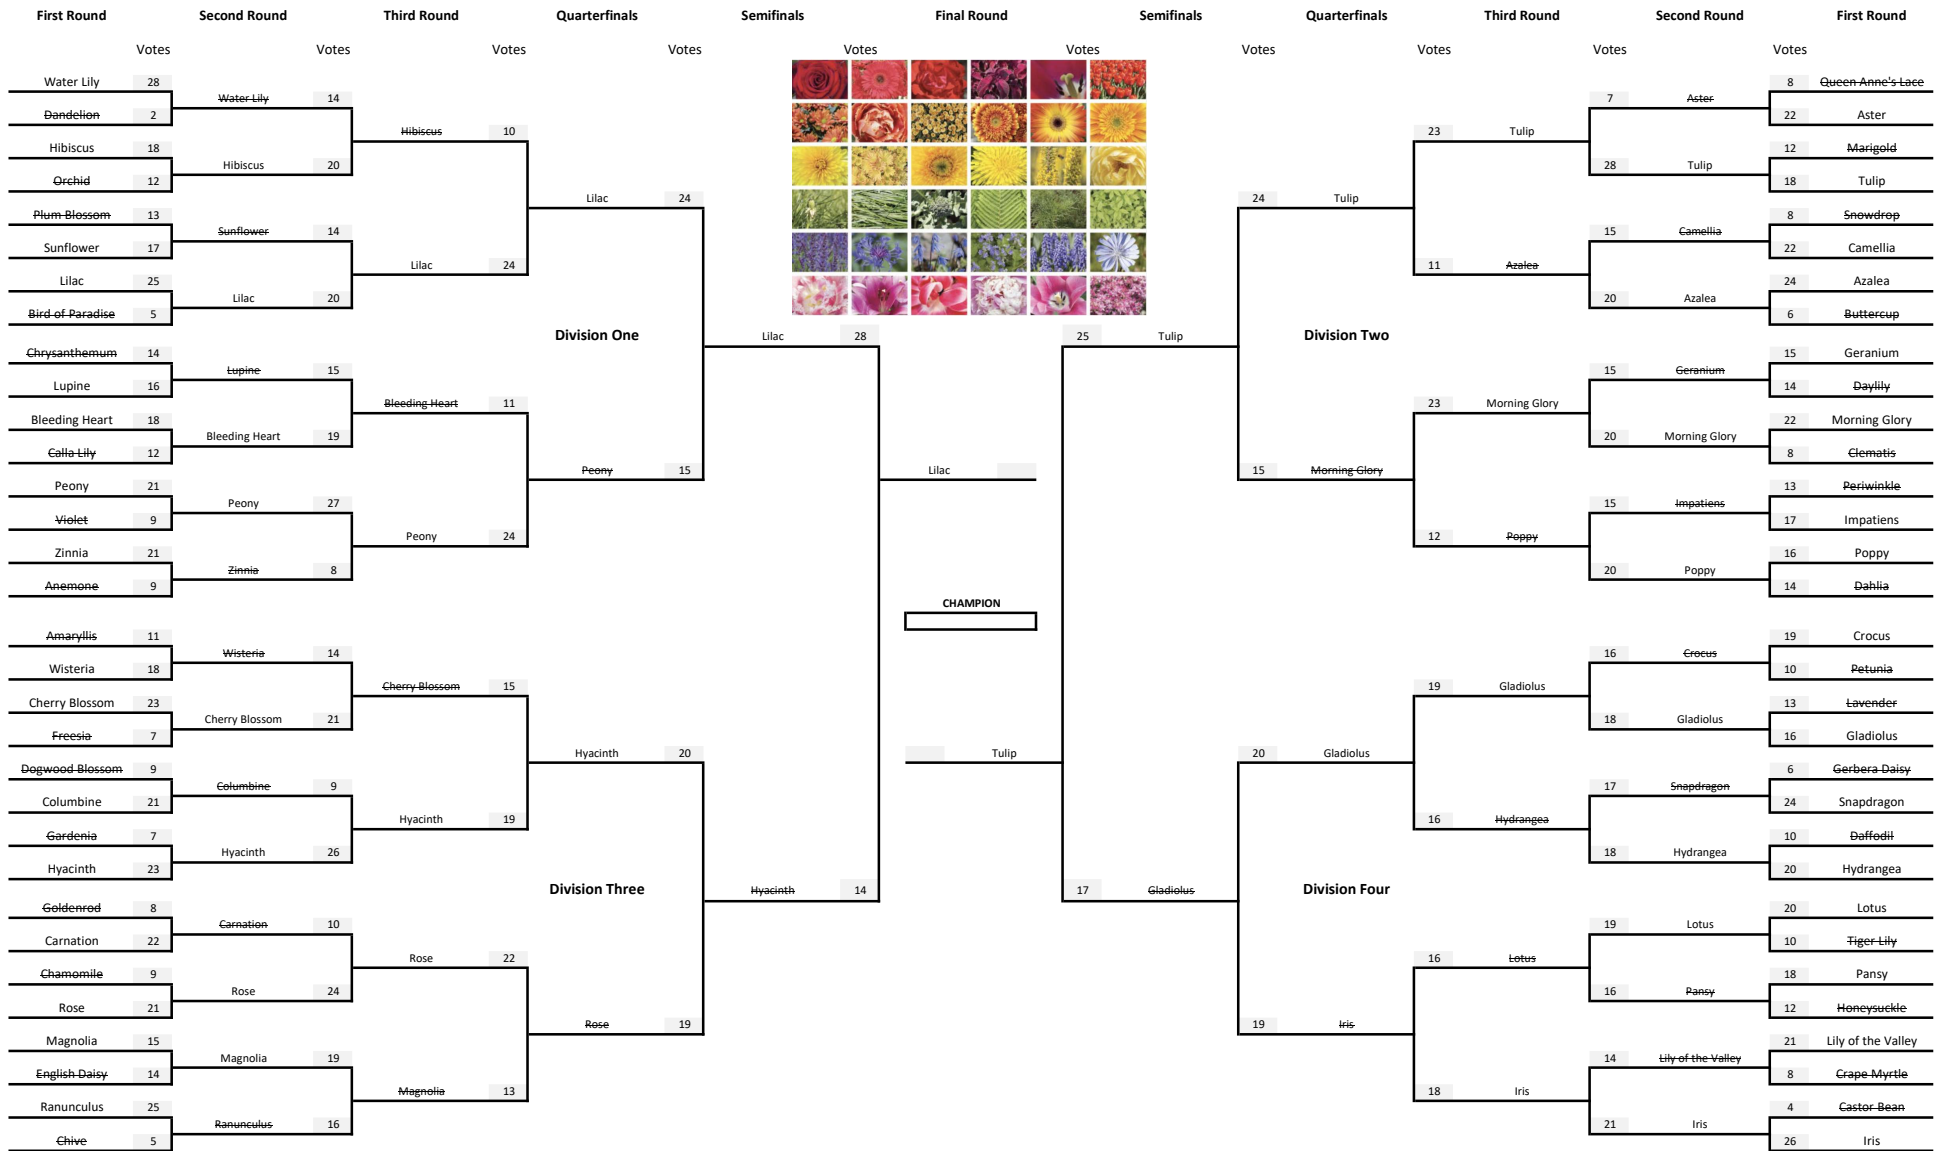 First Round Second Round Third Round Quarterfinals Semifinals Final Round Semifinals Quarterfinals Third Round Second Round First Round
Votes Votes Votes Votes Votes Votes Votes Votes Votes Votes
Water Lily 28 8 Queen Anne's Lace
Water Lily 14 7 Aster
Dandelion 2 22 Aster
Hibiscus 10 23 Tulip
Hibiscus 18 12 Marigold
Hibiscus 20 28 Tulip
Orchid 12 18 Tulip
Lilac 24 24 Tulip
Plum Blossom 13 8 Snowdrop
Sunflower 14 15 Camellia
Sunflower 17 22 Camellia
Lilac 24 11 Azalea
Lilac 25 24 Azalea
Lilac 20 20 Azalea
Bird of Paradise 5 6 Buttercup
Division One Lilac 28 25 Tulip Division Two
Chrysanthemum 14 15 Geranium
Lupine 15 15 Geranium
Lupine 16 14 Daylily
Bleeding Heart 11 23 Morning Glory
Bleeding Heart 18 22 Morning Glory
Bleeding Heart 19 20 Morning Glory
Calla Lily 12 8 Clematis
Peony 15 Lilac 15 Morning Glory
Peony 21 13 Periwinkle
Peony 27 15 Impatiens
Violet 9 17 Impatiens
Peony 24 12 Poppy
Zinnia 21 16 Poppy
Zinnia 8 20 Poppy
Anemone 9 14 Dahlia
CHAMPION
Amaryllis 11 19 Crocus
Wisteria 14 16 Crocus
Wisteria 18 10 Petunia
Cherry Blossom 15 19 Gladiolus
Cherry Blossom 23 13 Lavender
Cherry Blossom 21 18 Gladiolus
Freesia 7 16 Gladiolus
Hyacinth 20 Tulip 20 Gladiolus
Dogwood Blossom 9 6 Gerbera Daisy
Columbine 9 17 Snapdragon
Columbine 21 24 Snapdragon
Hyacinth 19 16 Hydrangea
Gardenia 7 10 Daffodil
Hyacinth 26 18 Hydrangea
Hyacinth 23 20 Hydrangea
Division Three Hyacinth 14 17 Gladiolus Division Four
Goldenrod 8 20 Lotus
Carnation 10 19 Lotus
Carnation 22 10 Tiger Lily
Rose 22 16 Lotus
Chamomile 9 18 Pansy
Rose 24 16 Pansy
Rose 21 12 Honeysuckle
Rose 19 19 Iris
Magnolia 15 21 Lily of the Valley
Magnolia 19 14 Lily of the Valley
English Daisy 14 8 Crape Myrtle
Magnolia 13 18 Iris
Ranunculus 25 4 Castor Bean
Ranunculus 16 21 Iris
Chive 5 26 Iris